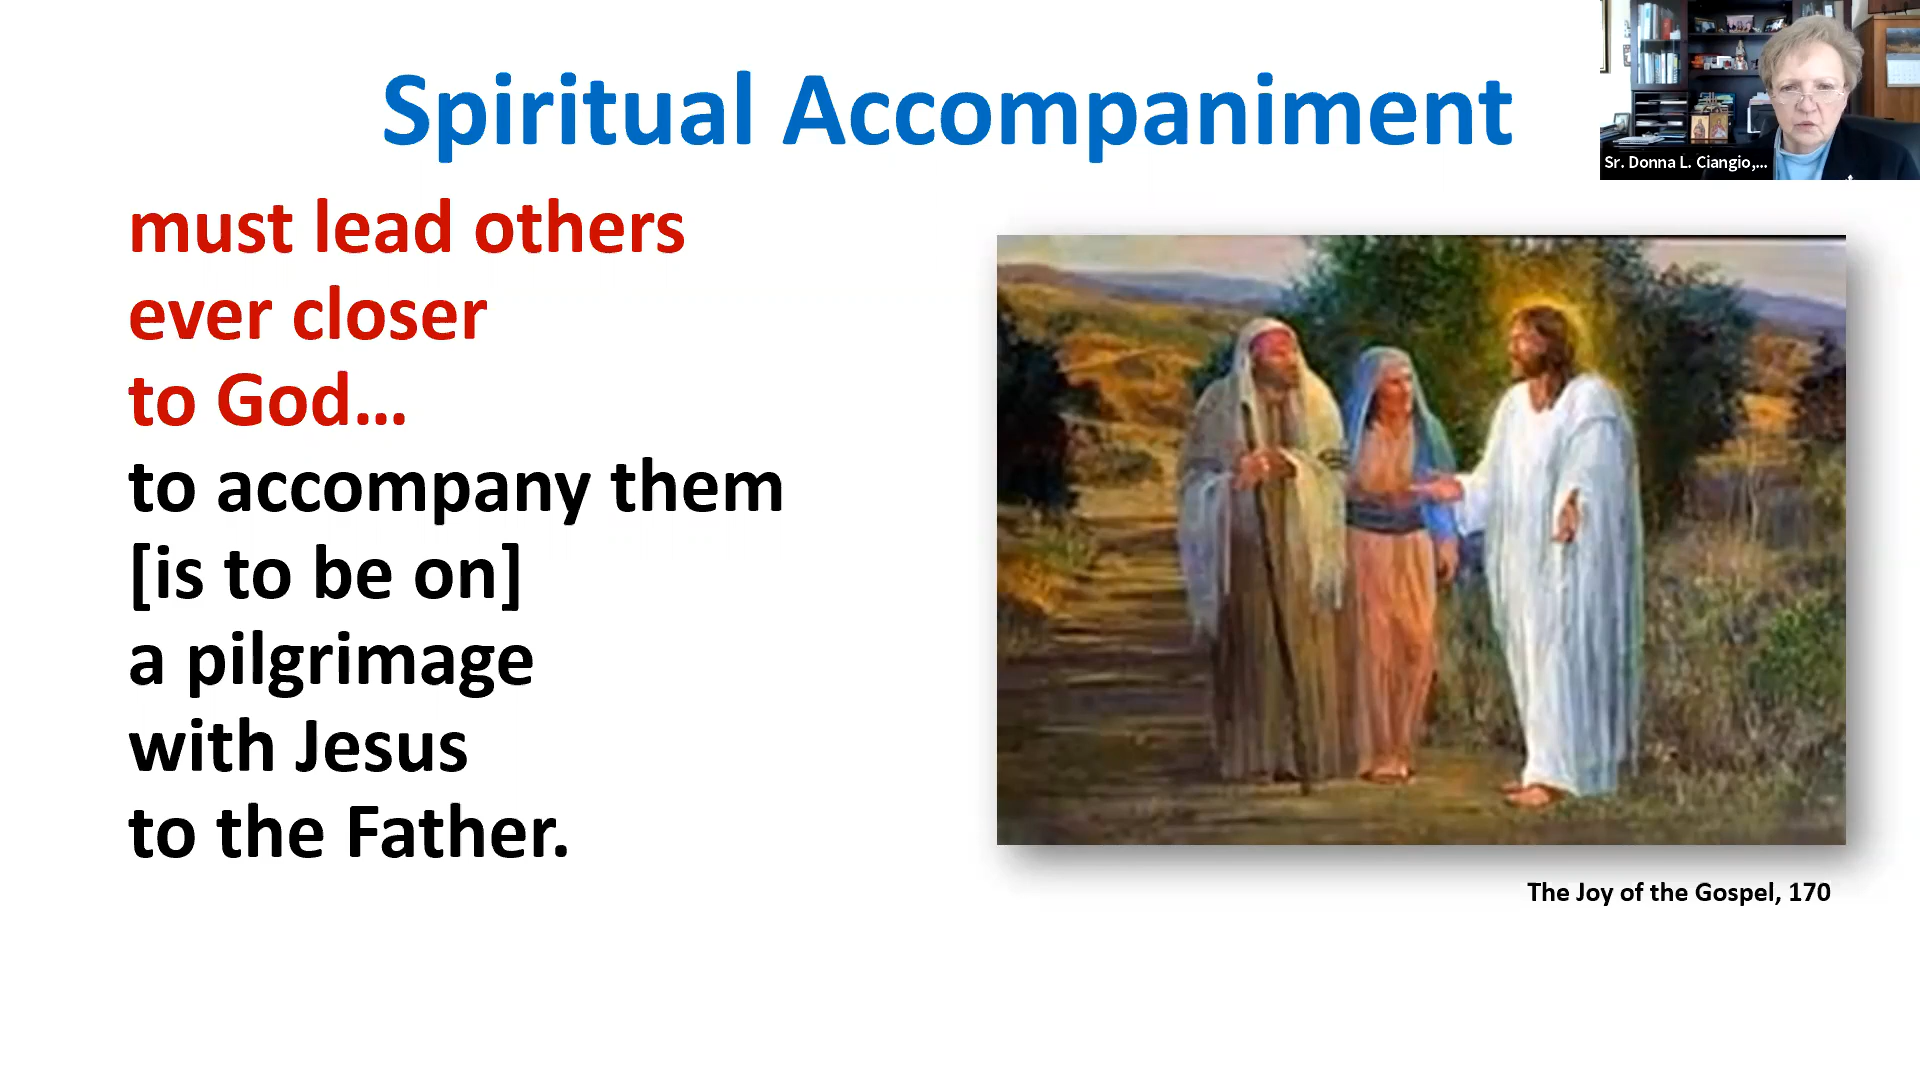 Spiritual Accompaniment
Sr. Donna L. Ciangio,...
must lead others
ever closer
to God...
to accompany them
[is to be on]
a pilgrimage
with Jesus
to the Father.
The Joy of the Gospel, 170